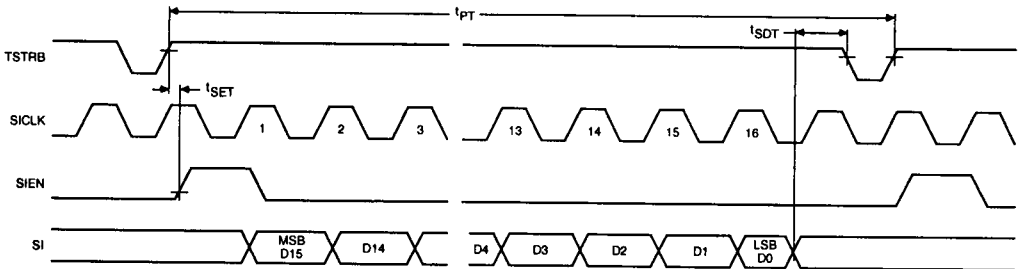 tPT
tSDT
TSTRB
tSET
SICLK 1 2 3 13 14 15 16
SIEN
SI MSB D15 D14 D4 D3 D2 D1 LSB D0